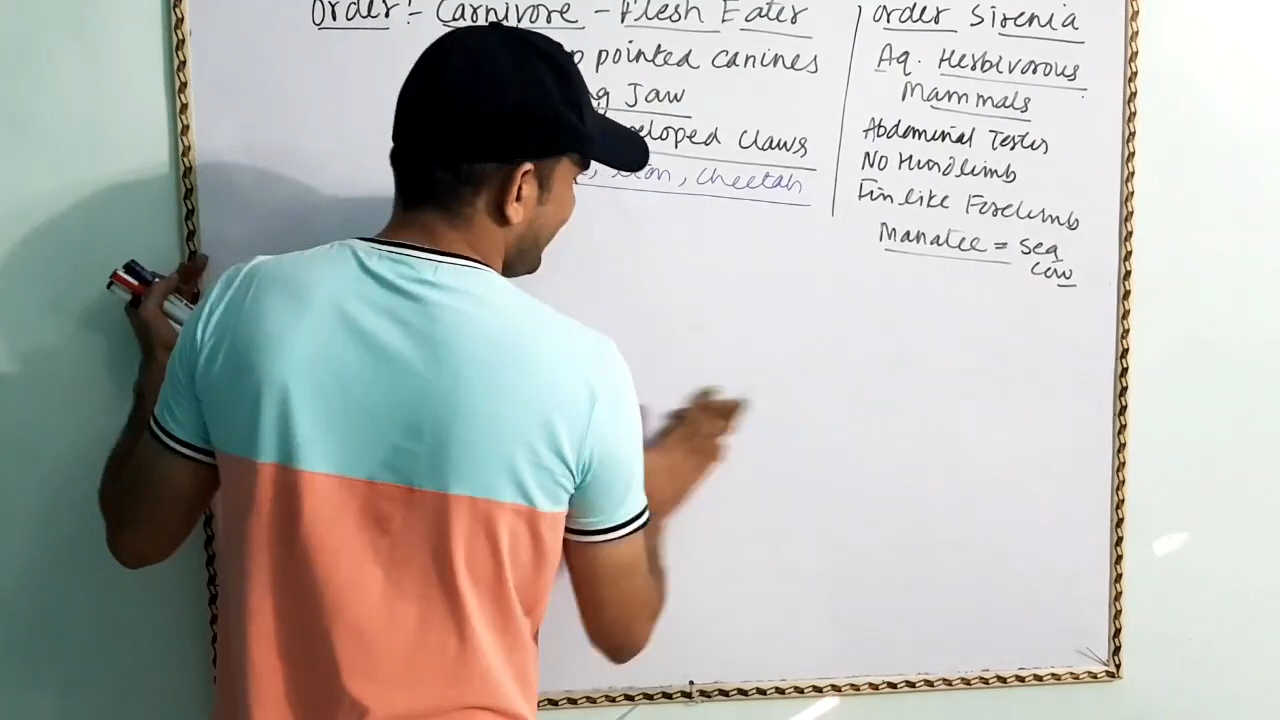 Order:- Carnivore - Flesh Eater
pointed canines
Jaw
Claws
Lion, Cheetah
Order Sirenia
Aq. Herbivorous
Mammals
Abdominal Testes
No Hindlimb
Fin like Forelimb
Manatee = Sea
Cow